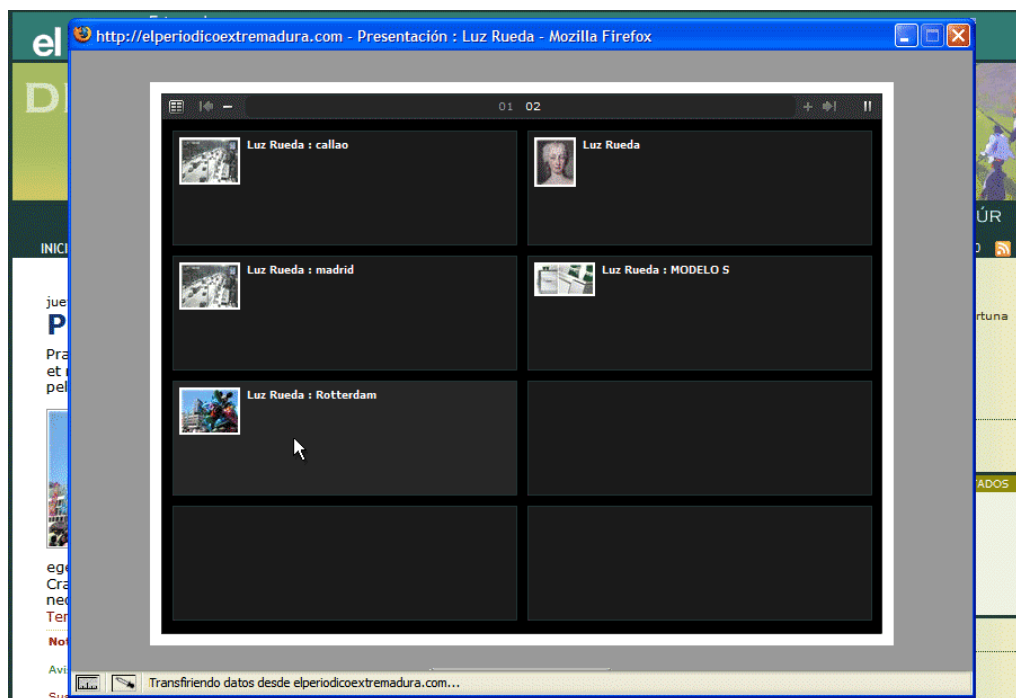 el
http://elperiodicoextremadura.com - Presentación : Luz Rueda - Mozilla Firefox
D
01 02
Luz Rueda : callao
Luz Rueda
Luz Rueda : madrid
Luz Rueda : MODELO S
Luz Rueda : Rotterdam
ÚR
INICI
jue
P
rtuna
Pra
et
pel
TADOS
ege
Cra
nec
Ter
Not
Avi
Sus
Transfiriendo datos desde elperiodicoextremadura.com...